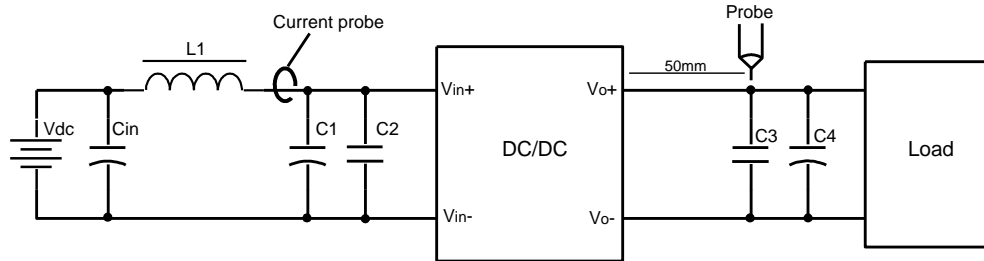 Current probe
Probe
L1
50mm
Vin+
Vo+
Vdc
Cin
C1
C2
DC/DC
C3
C4
Load
Vin-
Vo-